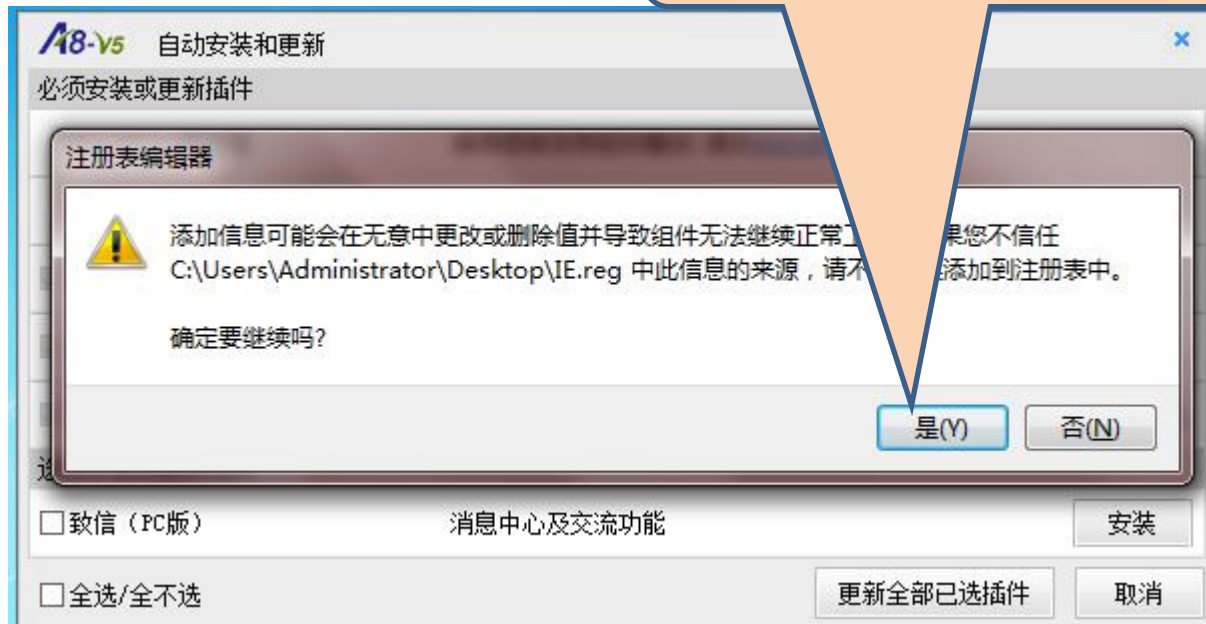 A8-V5 自动安装和更新
必须安装或更新插件
注册表编辑器
添加信息可能会在无意中更改或删除值并导致组件无法继续正常 果您不信任
C:\Users\Administrator\Desktop\IE.reg 中此信息的来源，请不 添加到注册表中。
确定要继续吗?
是(Y) 否(N)
致信（PC版） 消息中心及交流功能 安装
全选/全不选 更新全部已选插件 取消